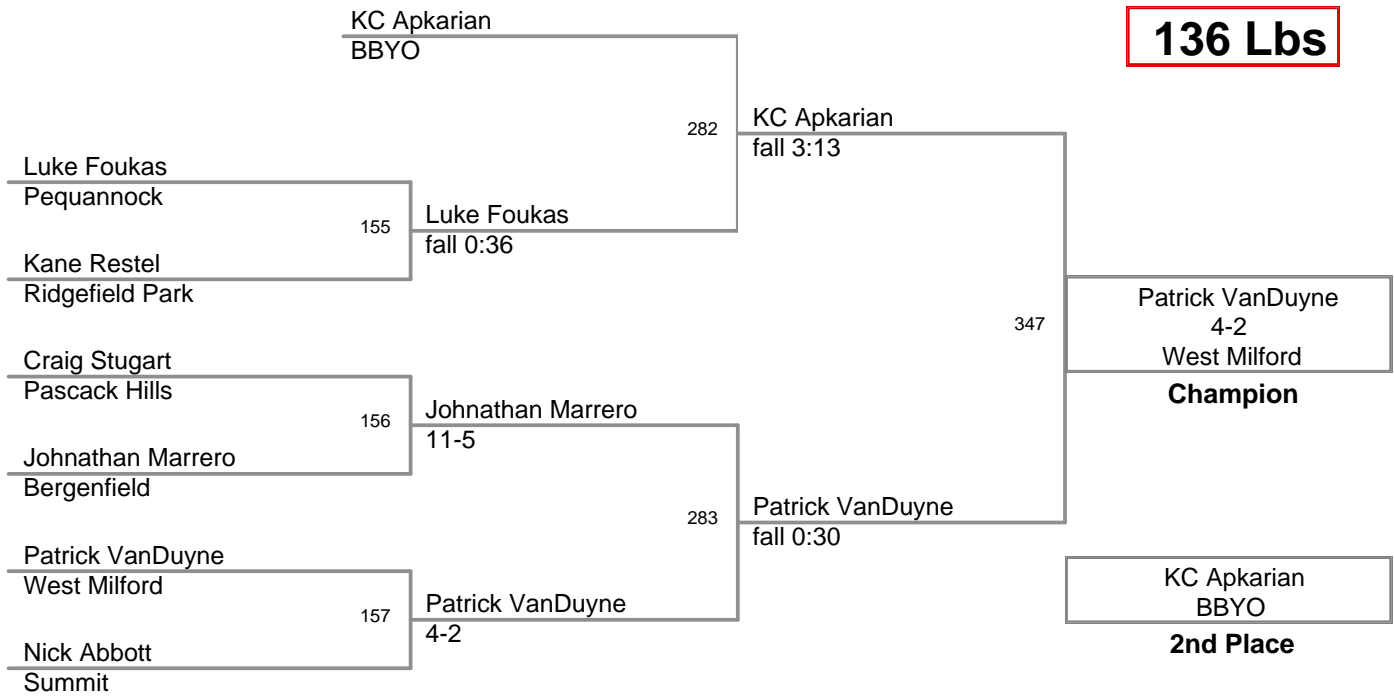 KC Apkarian
BBYO
136 Lbs
282
KC Apkarian
fall 3:13
Luke Foukas
Pequannock
155
Luke Foukas
fall 0:36
Kane Restel
Ridgefield Park
347
Patrick VanDuyne
4-2
West Milford
Champion
Craig Stugart
Pascack Hills
156
Johnathan Marrero
11-5
Johnathan Marrero
Bergenfield
283
Patrick VanDuyne
fall 0:30
Patrick VanDuyne
West Milford
157
Patrick VanDuyne
4-2
Nick Abbott
Summit
KC Apkarian
BBYO
2nd Place